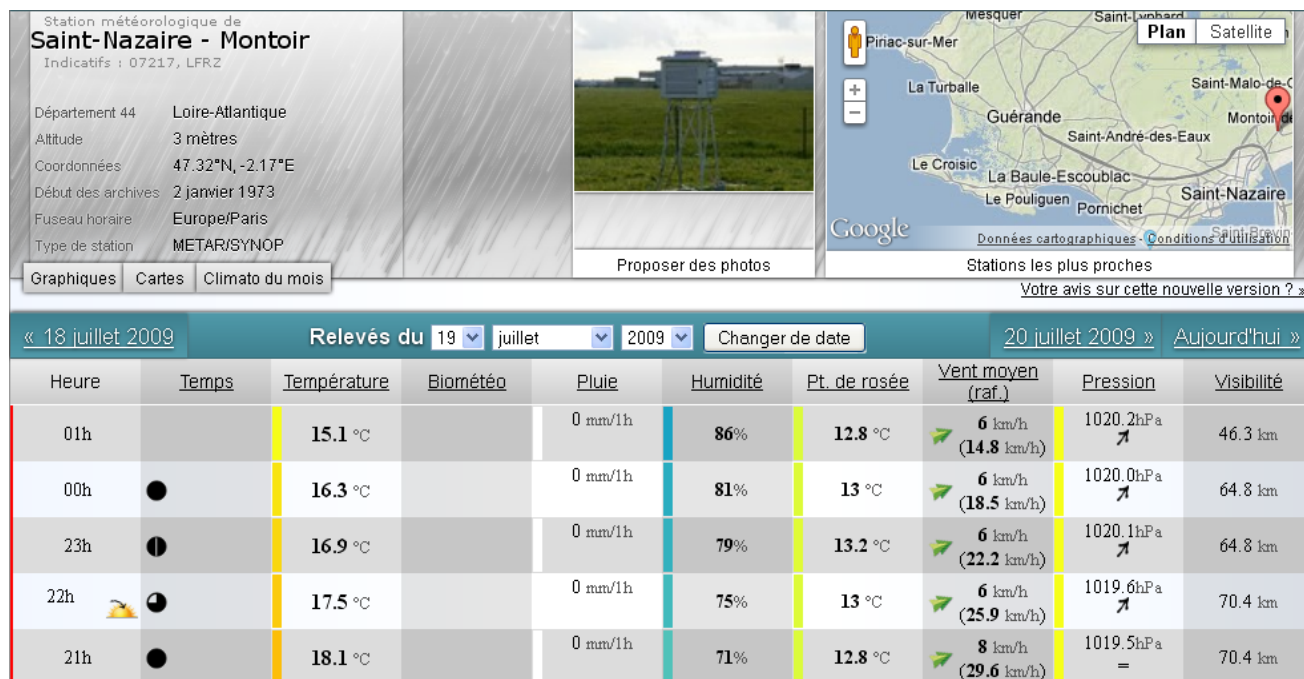 Station météorologique de
Saint-Nazaire - Montoir
Indicatifs : 07217, LFRZ
Département 44 Loire-Atlantique
Altitude 3 mètres
Coordonnées 47.32°N, -2.17°E
Début des archives 2 janvier 1973
Fuseau horaire Europe/Paris
Type de station METAR/SYNOP
Graphiques Cartes Climato du mois
Proposer des photos
Mesquer
Saint-Lyphard
Plan Satellite
Piriac-sur-Mer
+
−
La Turballe
Saint-Malo-de-G
Guérande
Montoir
Saint-André-des-Eaux
Le Croisic
La Baule-Escoublac
Saint-Nazaire
Le Pouliguen
Pornichet
Google
Saint-Brevin
Données cartographiques - Conditions d'utilisation
Stations les plus proches
Votre avis sur cette nouvelle version ? »
« 18 juillet 2009 Relevés du 19 juillet 2009 Changer de date 20 juillet 2009 » Aujourd'hui »
Heure Temps Température Biométéo Pluie Humidité Pt. de rosée Vent moyen (raf.) Pression Visibilité
01h 15.1 °C 0 mm/1h 86% 12.8 °C 6 km/h (14.8 km/h) 1020.2hPa 46.3 km
00h 16.3 °C 0 mm/1h 81% 13 °C 6 km/h (18.5 km/h) 1020.0hPa 64.8 km
23h 16.9 °C 0 mm/1h 79% 13.2 °C 6 km/h (22.2 km/h) 1020.1hPa 64.8 km
22h 17.5 °C 0 mm/1h 75% 13 °C 6 km/h (25.9 km/h) 1019.6hPa 70.4 km
21h 18.1 °C 0 mm/1h 71% 12.8 °C 8 km/h (29.6 km/h) 1019.5hPa = 70.4 km